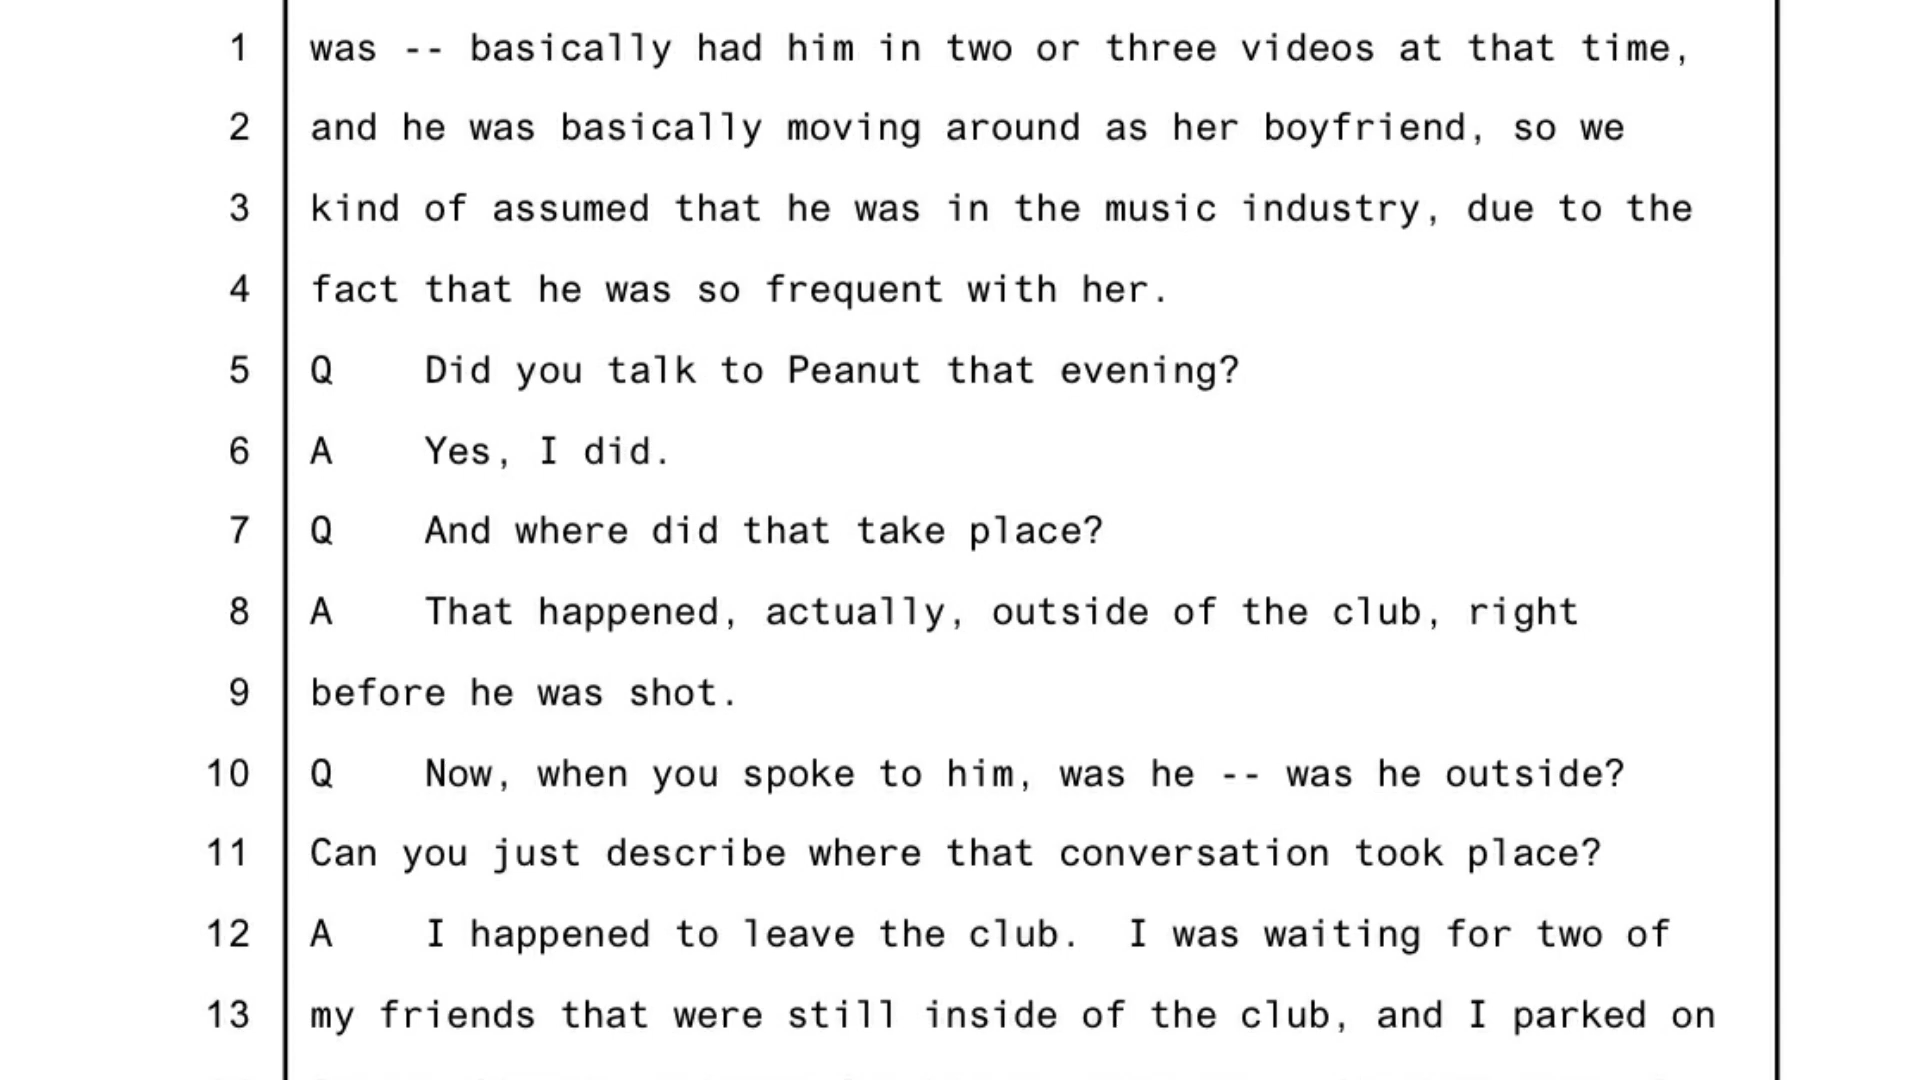 1 was -- basically had him in two or three videos at that time,
2 and he was basically moving around as her boyfriend, so we
3 kind of assumed that he was in the music industry, due to the
4 fact that he was so frequent with her.
5 Q Did you talk to Peanut that evening?
6 A Yes, I did.
7 Q And where did that take place?
8 A That happened, actually, outside of the club, right
9 before he was shot.
10 Q Now, when you spoke to him, was he -- was he outside?
11 Can you just describe where that conversation took place?
12 A I happened to leave the club.  I was waiting for two of
13 my friends that were still inside of the club, and I parked on